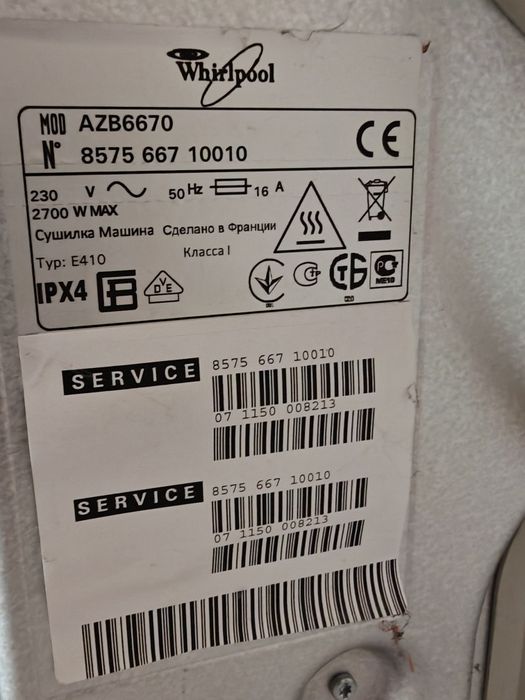 Whirlpool
MOD AZB6670
N° 8575 667 10010
CE
230 V 50 Hz 16 A
2700 W MAX
Сушилка Машина Сделано в Франции
Typ: E410 Класса I
IPX4
DVE
SERVICE 8575 667 10010
07 1150 008213
SERVICE 8575 667 10010
07 1150 008213